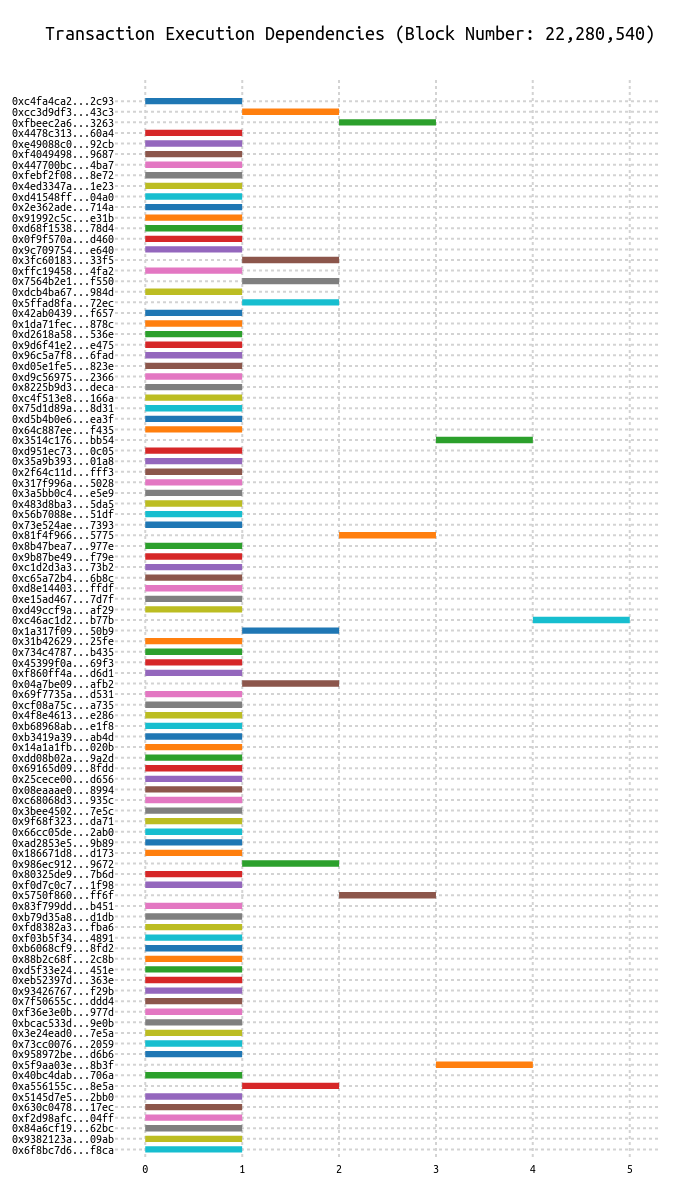 Transaction Execution Dependencies (Block Number: 22,280,540)
0xc4fa4ca2...2c93
0xcc3d9df3...43c3
0xfbeec2a6...3263
0x4478c313...60a4
0xe49088c0...92cb
0xf4049498...9687
0x447700bc...4ba7
0xfebf2f08...8e72
0x4ed3347a...1e23
0xd41548ff...04a0
0x2e362ade...714a
0x91992c5c...e31b
0xd68f1538...78d4
0x0f9f570a...d460
0x9c709754...e640
0x3fc60183...33f5
0xffc19458...4fa2
0x7564b2e1...f550
0xdcb4ba67...984d
0x5ffad8fa...72ec
0x42ab0439...f657
0x1da71fec...878c
0xd2618a58...536e
0x9d6f41e2...e475
0x96c5a7f8...6fad
0xd05e1fe5...823e
0xd9c56975...2366
0x8225b9d3...deca
0xc4f513e8...166a
0x75d1d89a...8d31
0xd5b4b0e6...ea3f
0x64c887ee...f435
0x3514c176...bb54
0xd951ec73...0c05
0x35a9b393...01a8
0x2f64c11d...fff3
0x317f996a...5028
0x3a5bb0c4...e5e9
0x483d8ba3...5da5
0x56b7088e...51df
0x73e524ae...7393
0x81f4f966...5775
0x8b47bea7...977e
0x9b87be49...f79e
0xc1d2d3a3...73b2
0xc65a72b4...6b8c
0xd8e14403...ffdf
0xe15ad467...7d7f
0xd49ccf9a...af29
0xc46ac1d2...b77b
0x1a317f09...50b9
0x31b42629...25fe
0x734c4787...b435
0x45399f0a...69f3
0xf860ff4a...d6d1
0x04a7be09...afb2
0x69f7735a...d531
0xcf08a75c...a735
0x4f8e4613...e286
0xb68968ab...e1f8
0xb3419a39...ab4d
0x14a1a1fb...020b
0xdd08b02a...9a2d
0x69165d09...8fdd
0x25cece00...d656
0x08eaaae0...8994
0xc68068d3...935c
0x3bee4502...7e5c
0x9f68f323...da71
0x66cc05de...2ab0
0xad2853e5...9b89
0x186671d8...d173
0x986ec912...9672
0x80325de9...7b6d
0xf0d7c0c7...1f98
0x5750f860...ff6f
0x83f799dd...b451
0xb79d35a8...d1db
0xfd8382a3...fba6
0xf03b5f34...4891
0xb6068cf9...8fd2
0x88b2c68f...2c8b
0xd5f33e24...451e
0xeb52397d...363e
0x93426767...f29b
0x7f50655c...ddd4
0xf36e3e0b...977d
0xbcac533d...9e0b
0x3e24ead0...7e5a
0x73cc0076...2059
0x958972be...d6b6
0x5f9aa03e...8b3f
0x40bc4dab...706a
0xa556155c...8e5a
0x5145d7e5...2bb0
0x630c0478...17ec
0xf2d98afc...04ff
0x84a6cf19...62bc
0x9382123a...09ab
0x6f8bc7d6...f8ca
0 1 2 3 4 5